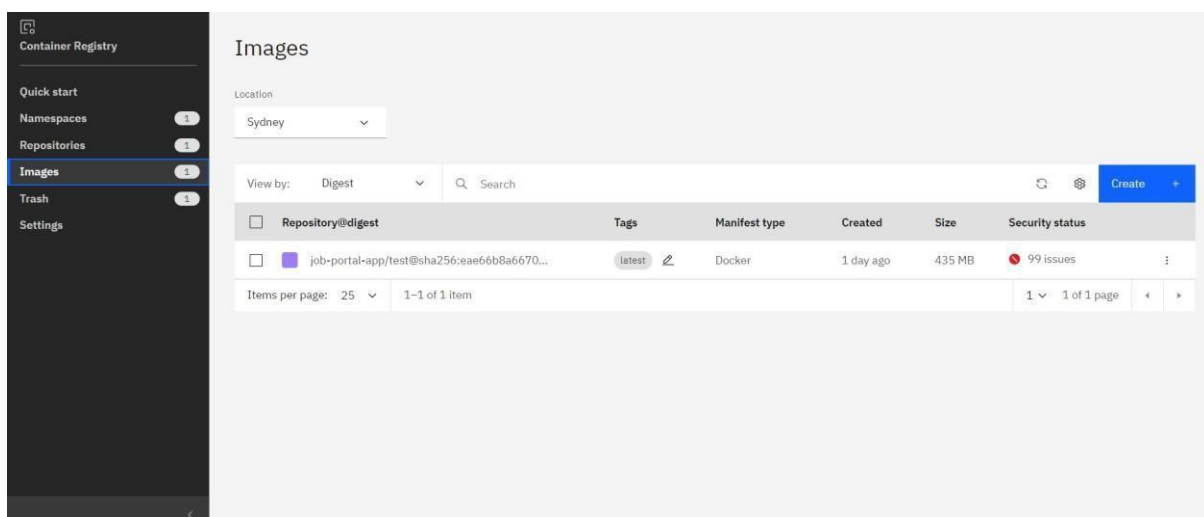 Container Registry
Quick start
Namespaces 1
Repositories 1
Images 1
Trash 1
Settings
Images
Location
Sydney
View by: Digest Search Create +
Repository@digest Tags Manifest type Created Size Security status
job-portal-app/test@sha256:eae66b8a6670... latest Docker 1 day ago 435 MB 99 issues
Items per page: 25 1–1 of 1 item 1 1 of 1 page